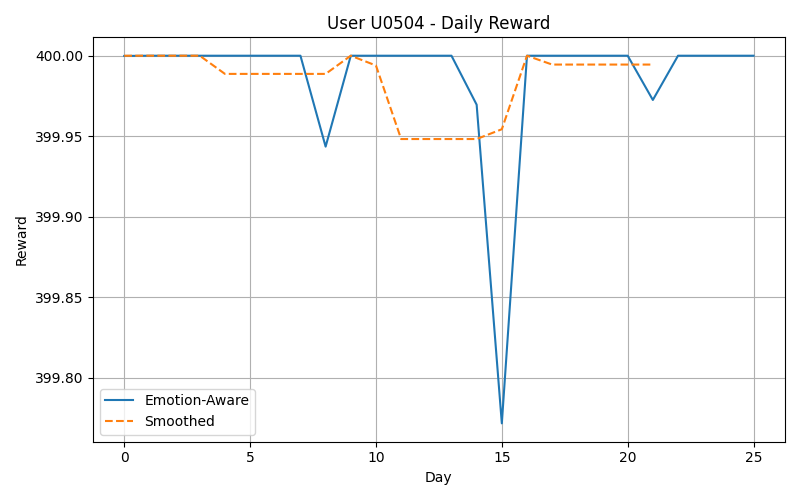 User U0504 - Daily Reward
Reward
400.00
399.95
399.90
399.85
399.80
Emotion-Aware
Smoothed
0 5 10 15 20 25
Day